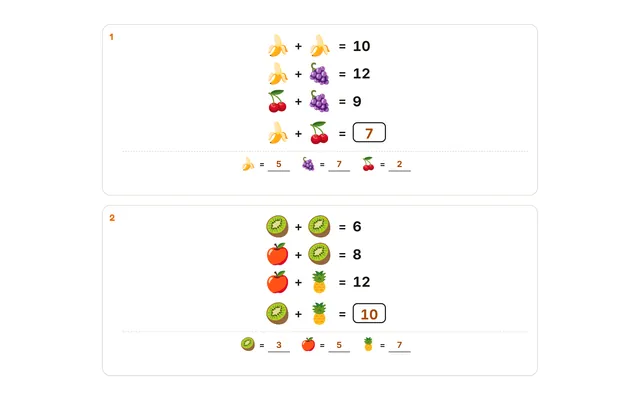 1
🍌 + 🍌 = 10
🍌 + 🍇 = 12
🍒 + 🍇 = 9
🍌 + 🍒 = 7
🍌 = 5 🍇 = 7 🍒 = 2
2
🥝 + 🥝 = 6
🍎 + 🥝 = 8
🍎 + 🍍 = 12
🥝 + 🍍 = 10
🥝 = 3 🍎 = 5 🍍 = 7